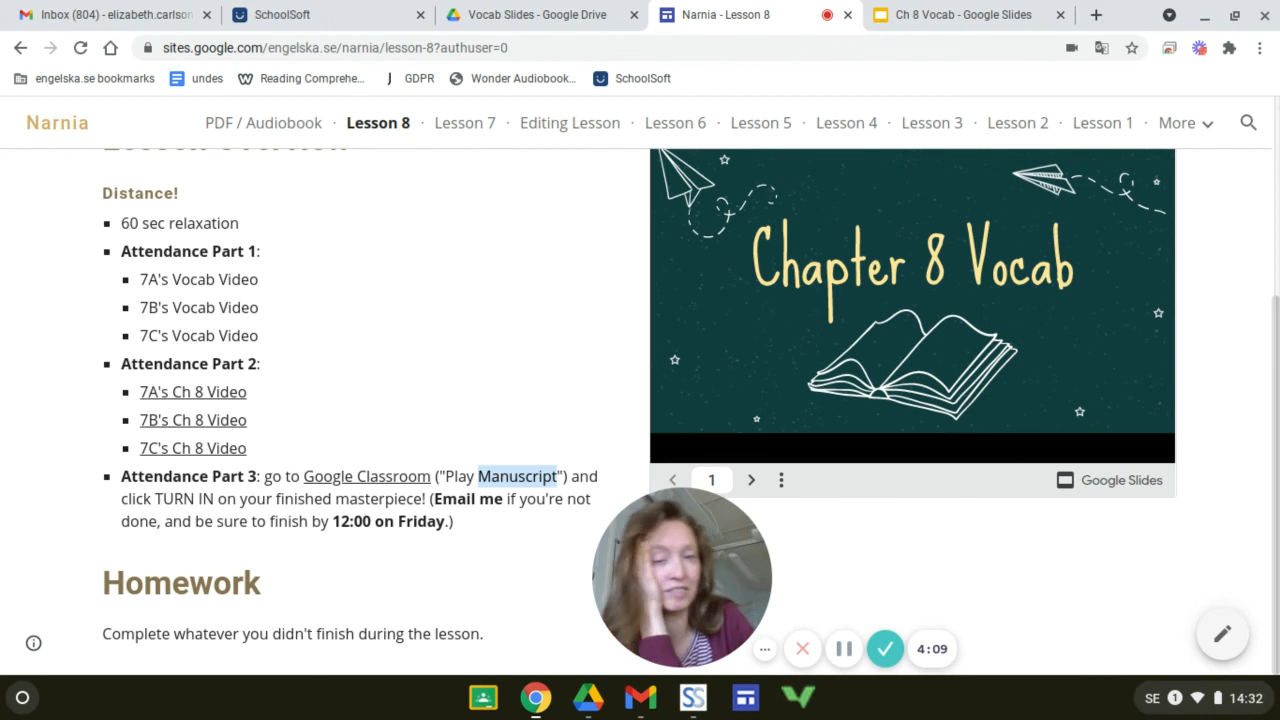 Inbox (804) - elizabeth.carlson
SchoolSoft
Vocab Slides - Google Drive
Narnia - Lesson 8
Ch 8 Vocab - Google Slides
sites.google.com/engelska.se/narnia/lesson-8?authuser=0
engelska.se bookmarks
undes
Reading Comprehe...
GDPR
Wonder Audiobook...
SchoolSoft
Narnia
PDF / Audiobook · Lesson 8 · Lesson 7 · Editing Lesson · Lesson 6 · Lesson 5 · Lesson 4 · Lesson 3 · Lesson 2 · Lesson 1 · More
Distance!
60 sec relaxation
Attendance Part 1:
7A's Vocab Video
7B's Vocab Video
7C's Vocab Video
Attendance Part 2:
7A's Ch 8 Video
7B's Ch 8 Video
7C's Ch 8 Video
Attendance Part 3: go to Google Classroom ("Play Manuscript") and
click TURN IN on your finished masterpiece! (Email me if you're not
done, and be sure to finish by 12:00 on Friday.)
Homework
Complete whatever you didn't finish during the lesson.
Chapter 8 Vocab
1
Google Slides
4:09
SE 1 14:32